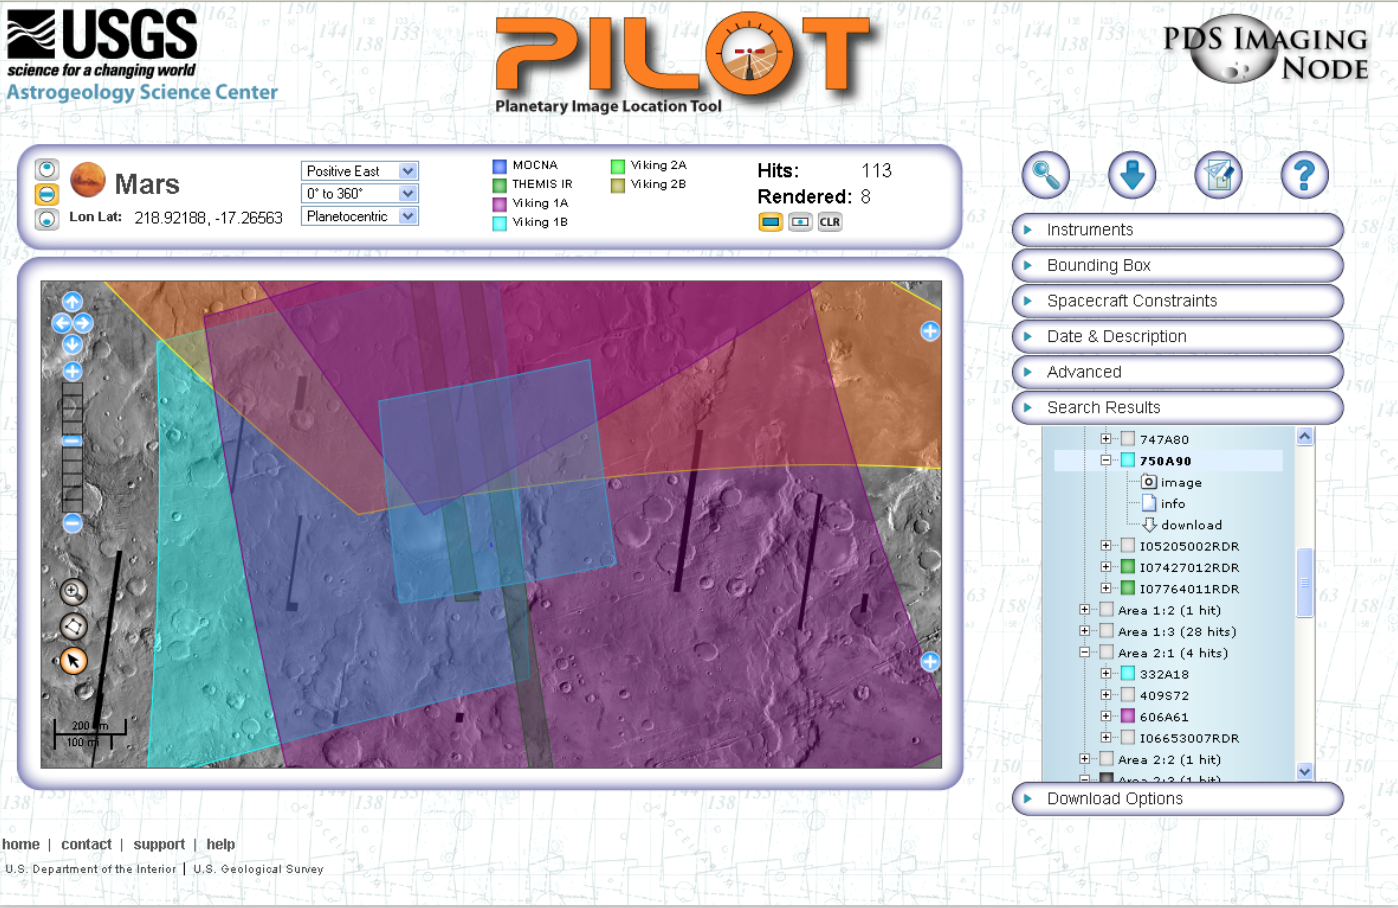 USGS
science for a changing world
Astrogeology Science Center
PILOT
Planetary Image Location Tool
PDS IMAGING
NODE
Mars
Lon Lat: 218.92188, -17.26563
Positive East
0° to 360°
Planetocentric
MOCNA
THEMIS IR
Viking 1A
Viking 1B
Viking 2A
Viking 2B
Hits: 113
Rendered: 8
CLR
?
Instruments
Bounding Box
Spacecraft Constraints
Date & Description
Advanced
Search Results
747A80
750A90
image
info
download
I05205002RDR
I07427012RDR
I07764011RDR
Area 1:2 (1 hit)
Area 1:3 (28 hits)
Area 2:1 (4 hits)
332A18
409S72
606A61
I06653007RDR
Area 2:2 (1 hit)
Area 2:3 (1 hit)
Download Options
100 mi
home | contact | support | help
U.S. Department of the Interior | U.S. Geological Survey